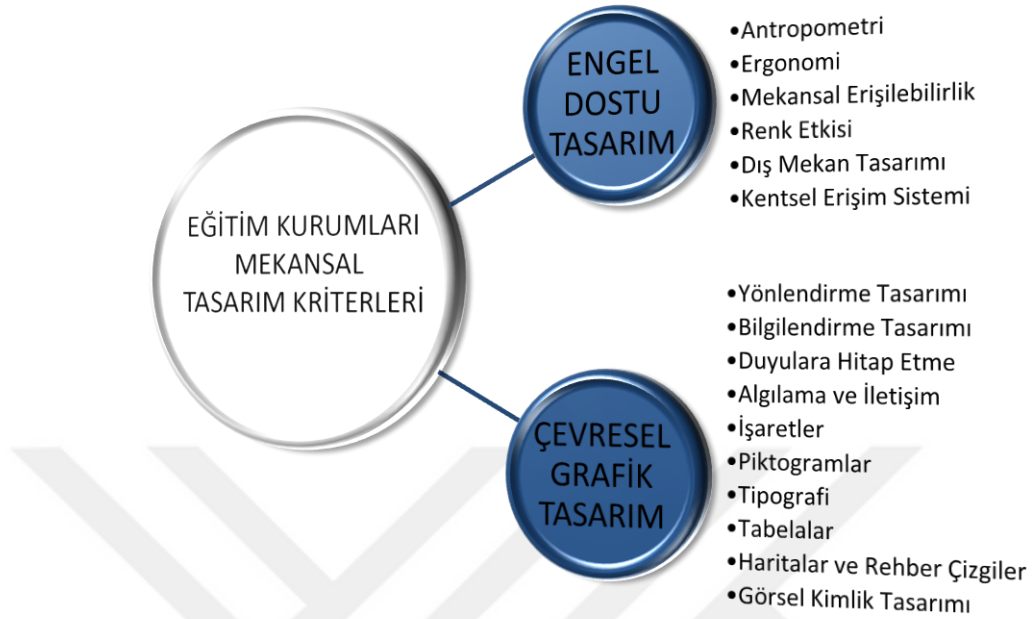 EĞİTİM KURUMLARI
MEKANSAL
TASARIM KRİTERLERİ
ENGEL
DOSTU
TASARIM
•Antropometri
•Ergonomi
•Mekansal Erişilebilirlik
•Renk Etkisi
•Dış Mekan Tasarımı
•Kentsel Erişim Sistemi
ÇEVRESEL
GRAFİK
TASARIM
•Yönlendirme Tasarımı
•Bilgilendirme Tasarımı
•Duyulara Hitap Etme
•Algılama ve İletişim
•İşaretler
•Piktogramlar
•Tipografi
•Tabelalar
•Haritalar ve Rehber Çizgiler
•Görsel Kimlik Tasarımı